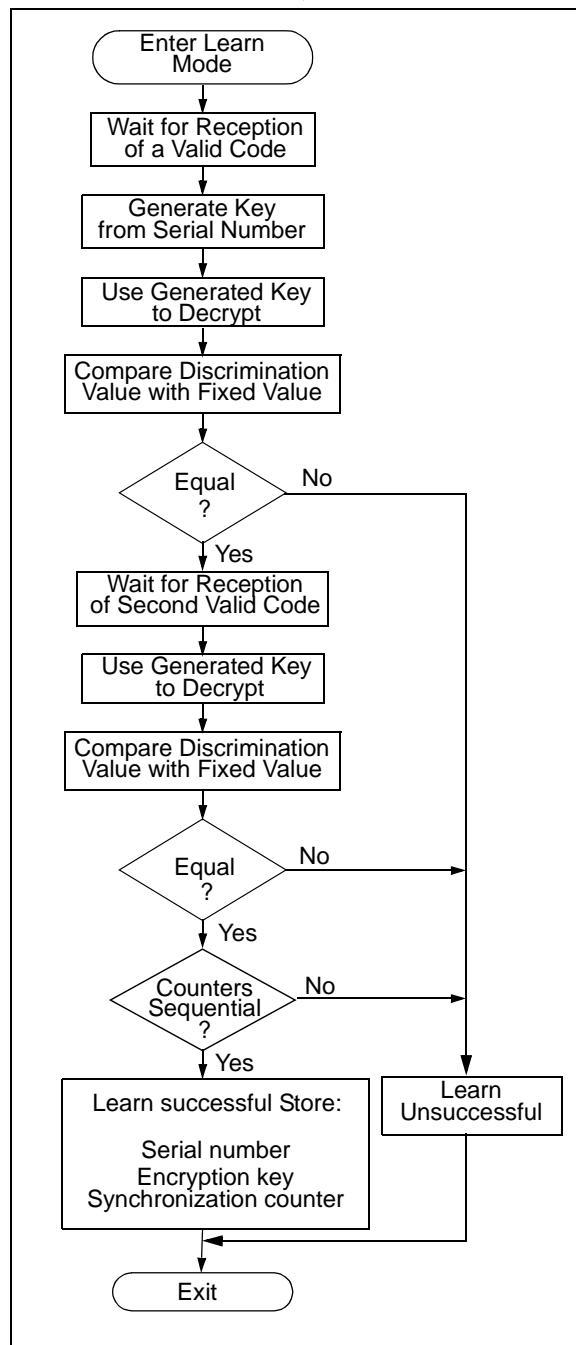 Enter Learn
Mode
Wait for Reception
of a Valid Code
Generate Key
from Serial Number
Use Generated Key
to Decrypt
Compare Discrimination
Value with Fixed Value
Equal
?
No
Yes
Wait for Reception
of Second Valid Code
Use Generated Key
to Decrypt
Compare Discrimination
Value with Fixed Value
Equal
?
No
Yes
Counters
Sequential
?
No
Yes
Learn successful Store:
Serial number
Encryption key
Synchronization counter
Learn
Unsuccessful
Exit